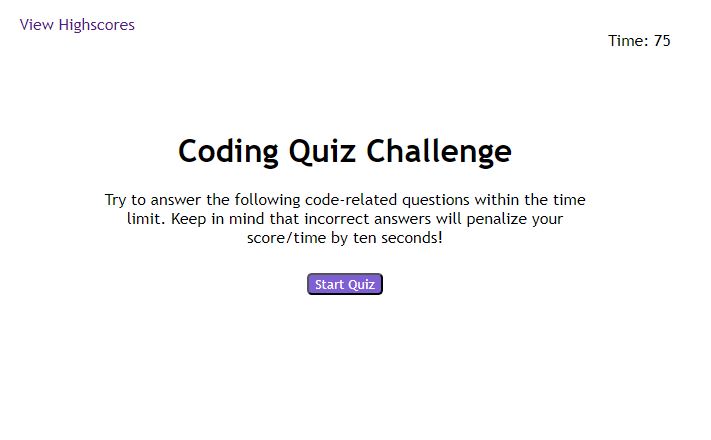 View Highscores
Time: 75
Coding Quiz Challenge
Try to answer the following code-related questions within the time
limit. Keep in mind that incorrect answers will penalize your
score/time by ten seconds!
Start Quiz